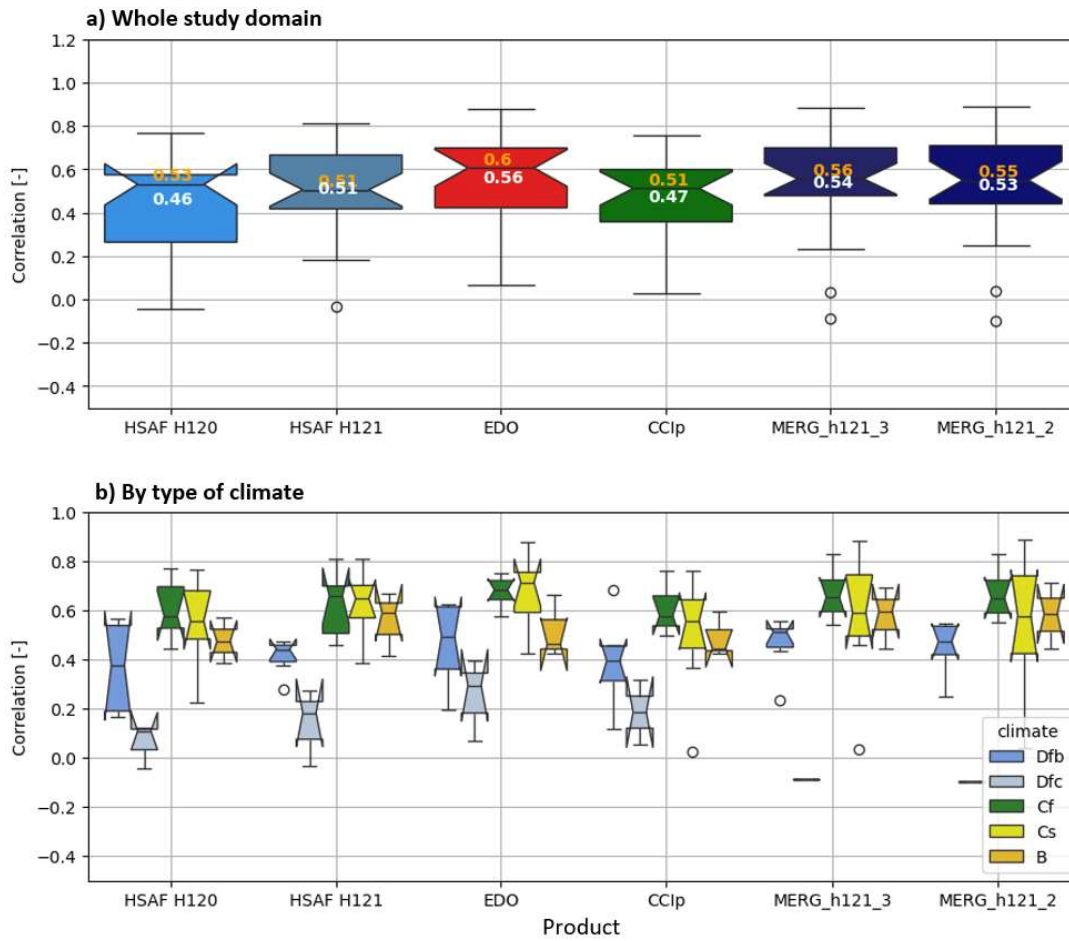 a) Whole study domain
1.2
1.0
0.8
0.6
0.4
0.2
0.0
−0.2
−0.4
Correlation [-]
0.53
0.46
0.51
0.51
0.6
0.56
0.51
0.47
0.56
0.54
0.55
0.53
HSAF H120 HSAF H121 EDO CCIp MERG_h121_3 MERG_h121_2
b) By type of climate
1.0
0.8
0.6
0.4
0.2
0.0
−0.2
−0.4
Correlation [-]
climate
Dfb
Dfc
Cf
Cs
B
HSAF H120 HSAF H121 EDO CCIp MERG_h121_3 MERG_h121_2
Product